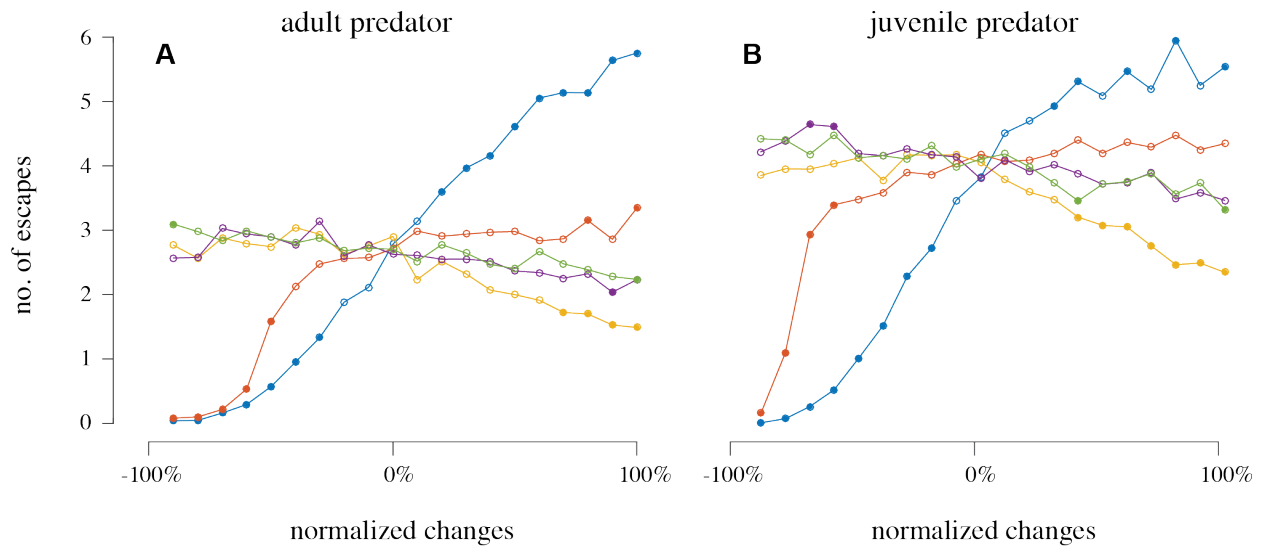 adult predator
juvenile predator
A
B
6
5
4
3
2
1
0
no. of escapes
-100%
0%
100%
-100%
0%
100%
normalized changes
normalized changes